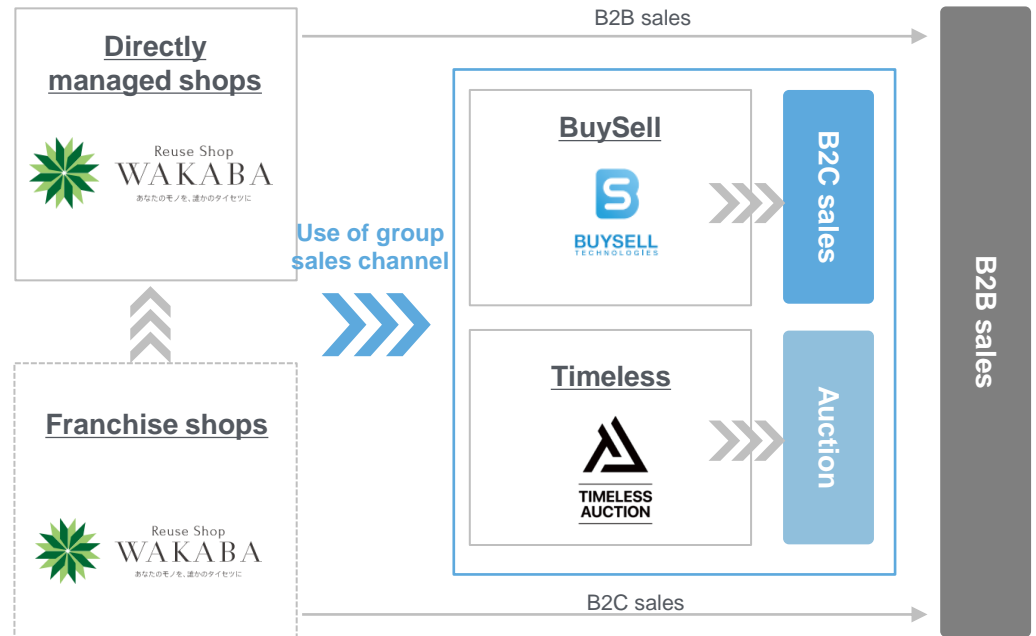 B2B sales
Directly
managed shops
Reuse Shop
WAKABA
あなたのモノを、誰かのタイセツに
Use of group
sales channel
BuySell
BUYSELL
TECHNOLOGIES
B2C sales
Timeless
TIMELESS
AUCTION
Auction
B2B sales
Franchise shops
Reuse Shop
WAKABA
あなたのモノを、誰かのタイセツに
B2C sales